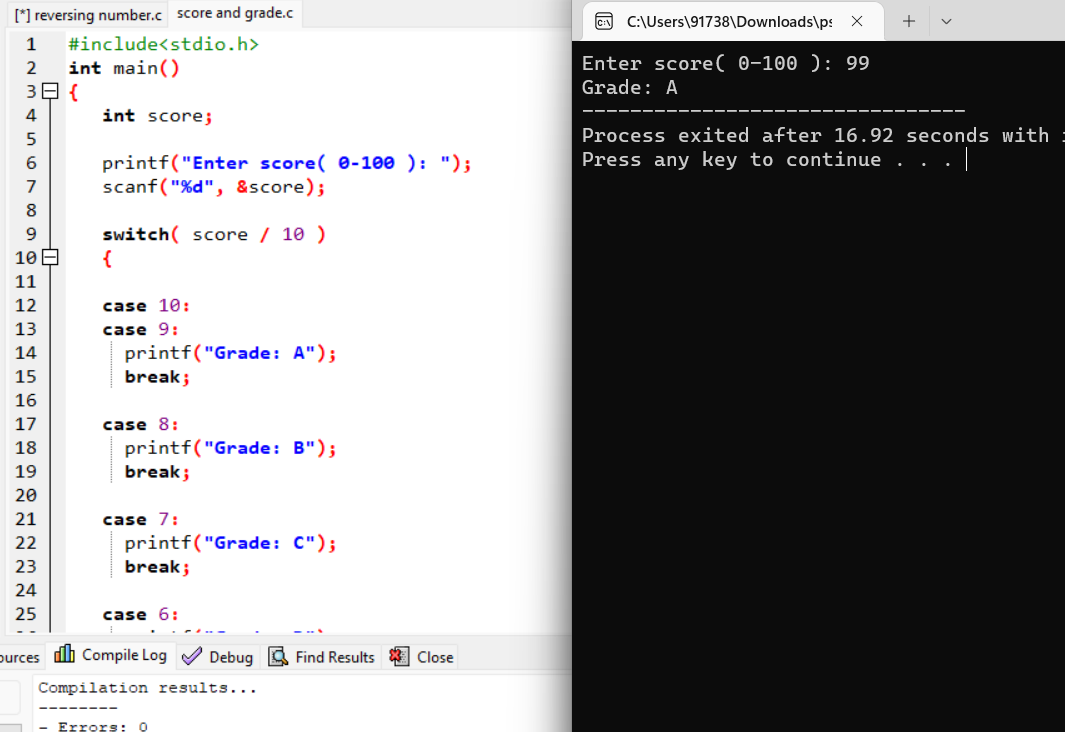 [*] reversing number.c score and grade.c
1 #include<stdio.h>
2 int main()
3 {
4 int score;
5
6 printf("Enter score( 0-100 ): ");
7 scanf("%d", &score);
8
9 switch( score / 10 )
10 {
11
12 case 10:
13 case 9:
14 printf("Grade: A");
15 break;
16
17 case 8:
18 printf("Grade: B");
19 break;
20
21 case 7:
22 printf("Grade: C");
23 break;
24
25 case 6:
ources Compile Log Debug Find Results Close
Compilation results...
--------
- Errors: 0
C:\Users\91738\Downloads\ps
Enter score( 0-100 ): 99
Grade: A
--------------------------------
Process exited after 16.92 seconds with
Press any key to continue . . .